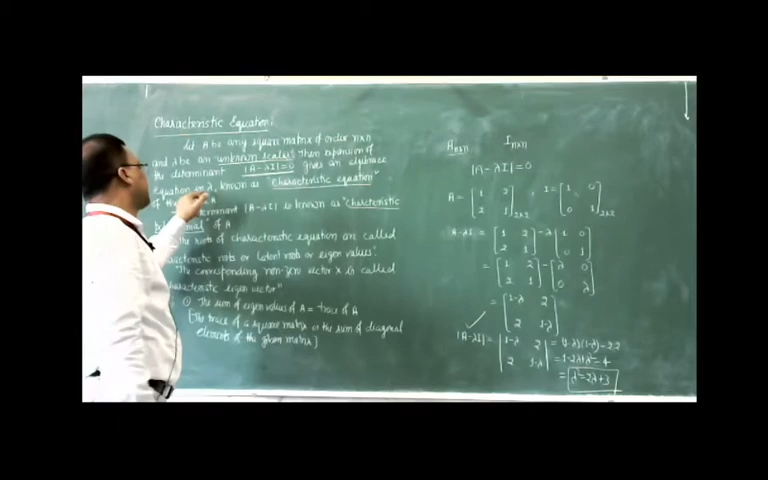 Characteristic Equation:
Let A be any square matrix of order n×n
and λ be an unknown scalar. Then expansion of
the determinant |A-λI|=0 gives an
equation in λ, known as "Characteristic equation"
of
|A-λI| is known as "Characteristic
of A
the roots of characteristic equation are called
roots or latent roots or eigen values".
"The corresponding non-zero vector x is called
characteristic eigen vector"
① The sum of eigen values of A = trace of A
[The trace of a square matrix is the sum of diagonal
elements of the given matrix]
Aₙₓₙ Iₙₓₙ
|A-λI|=0
A = [1 2
2 1]2×2 , I = [1 0
0 1]2×2
A-λI = [1 2
2 1] -λ [1 0
0 1]
= [1 2
2 1] - [λ 0
0 λ]
= [1-λ 2
2 1-λ]
|A-λI| = |1-λ 2
2 1-λ| = (1-λ)(1-λ)-2·2
= 1-2λ+λ²-4
= λ²-2λ+3